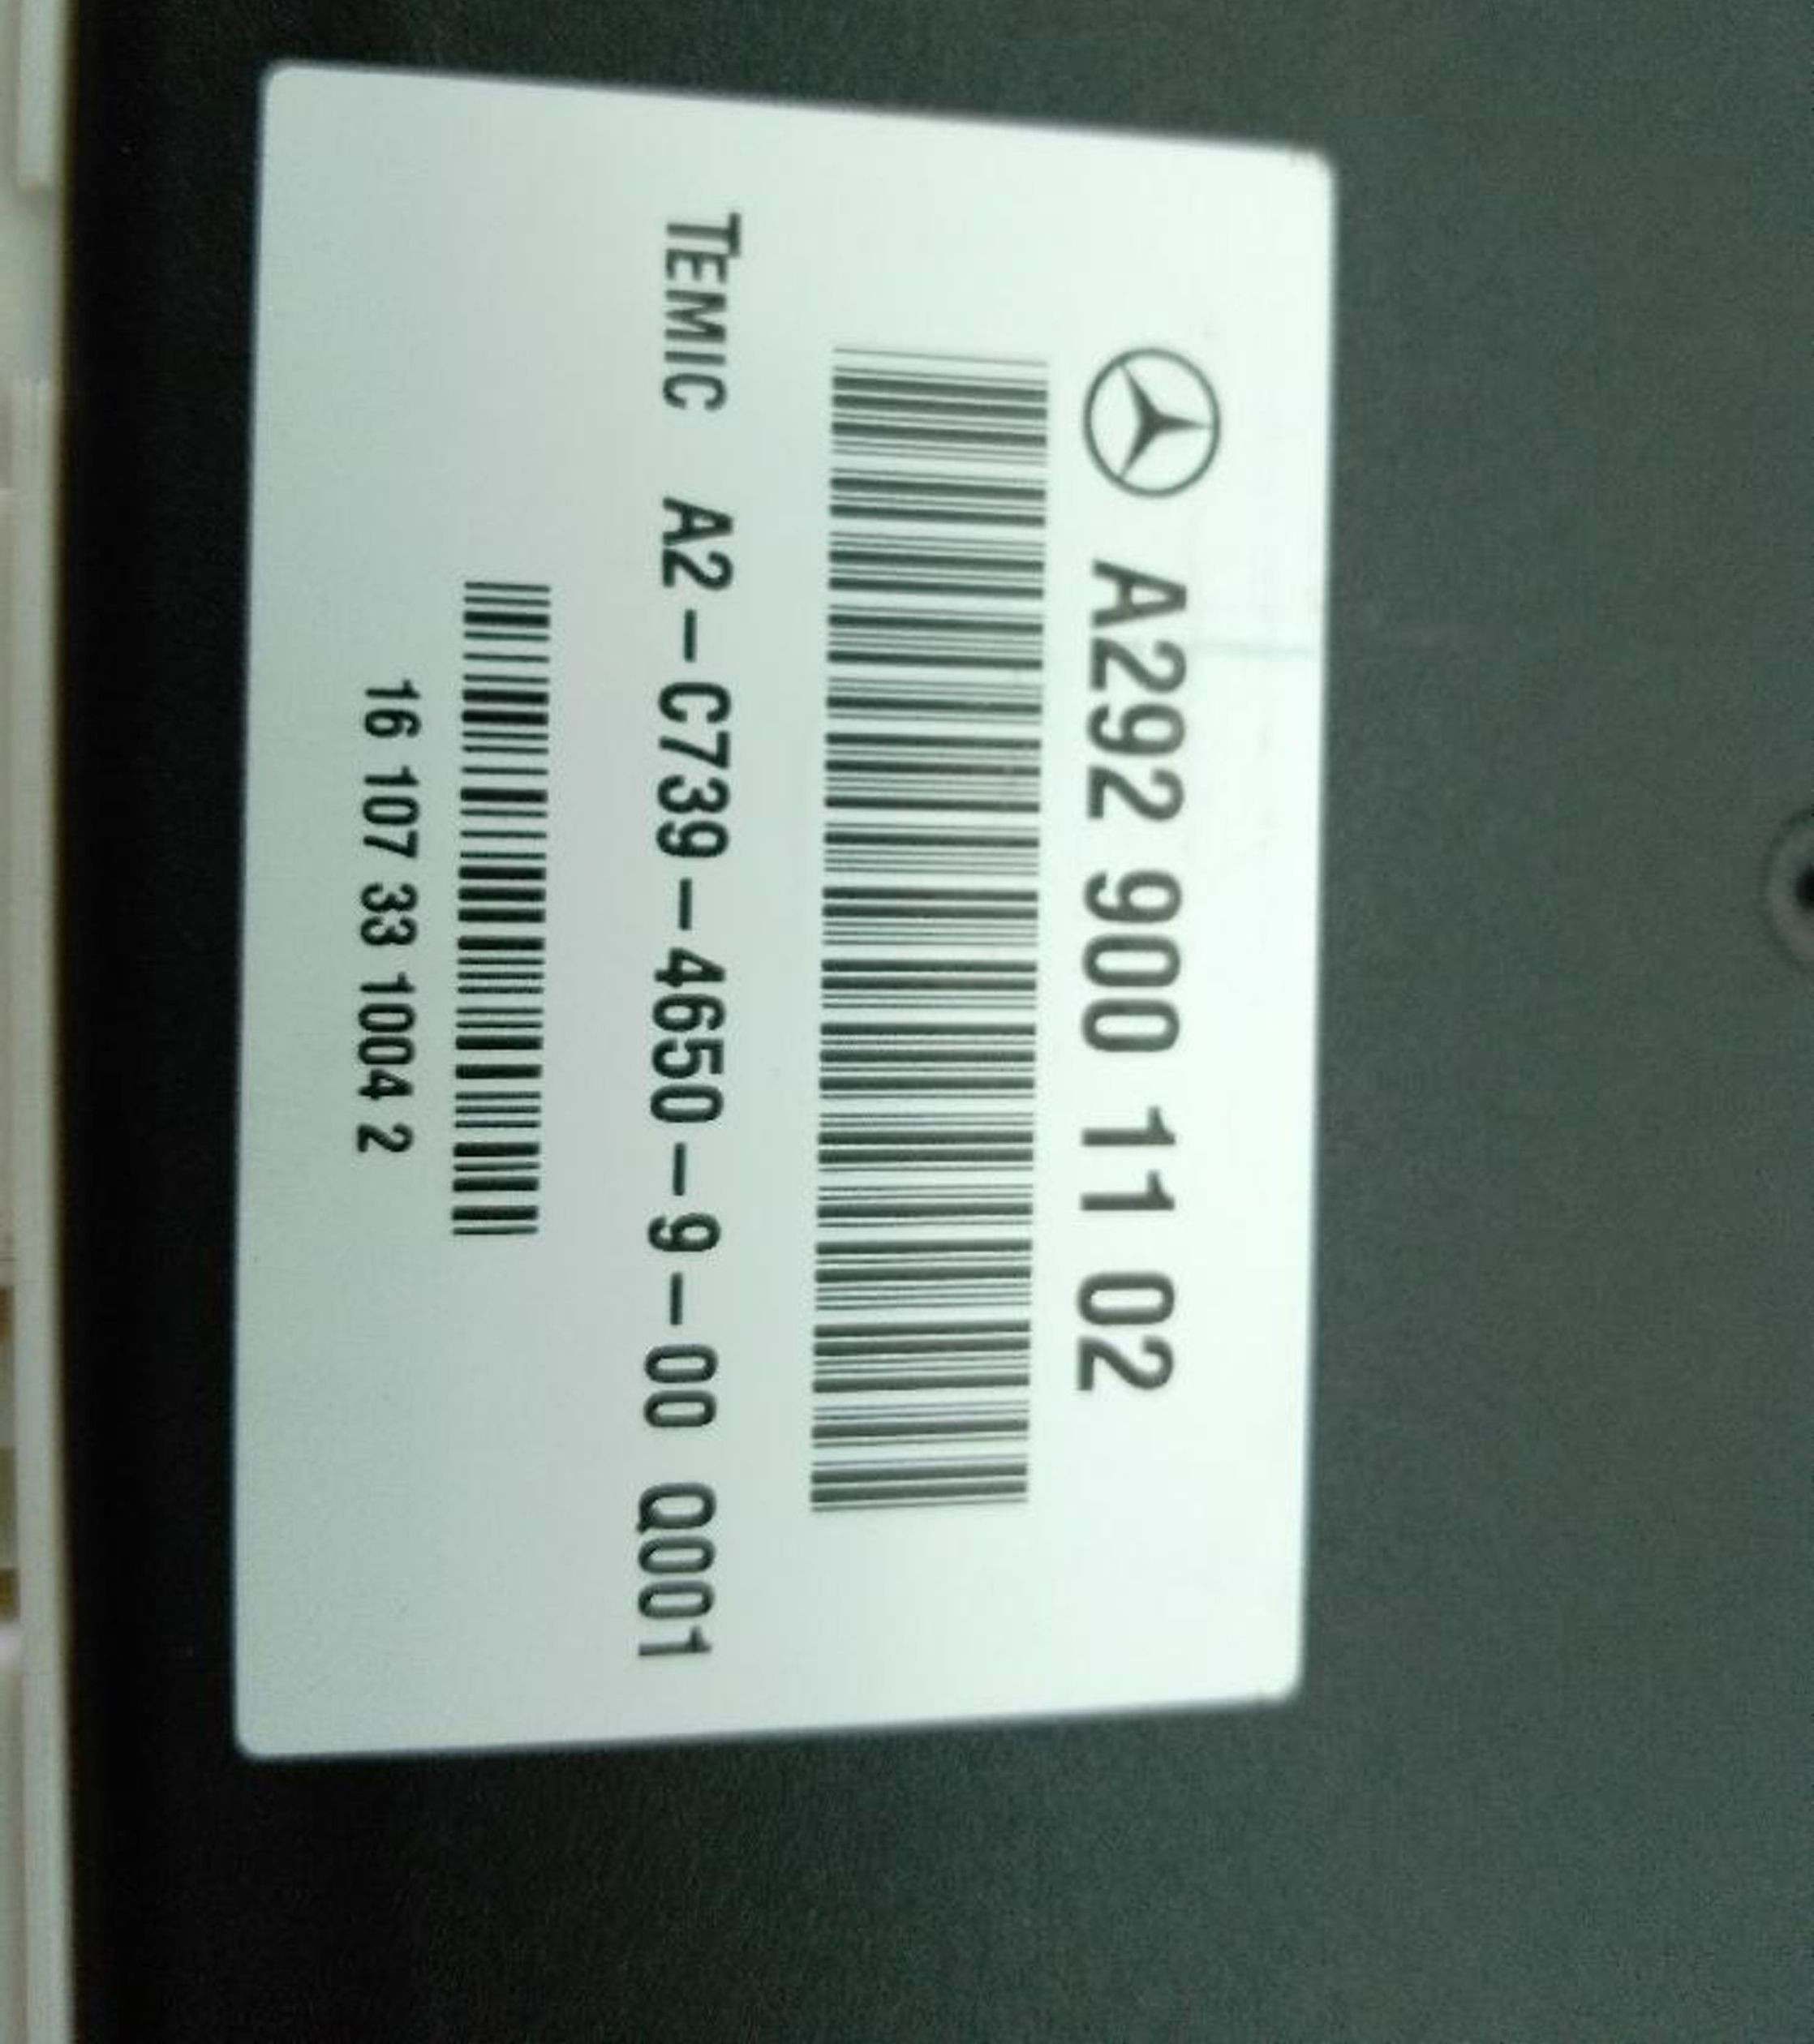 A292 900 11 02
TEMIC A2-C739-4650-9-00 Q001
16 107 33 1004 2